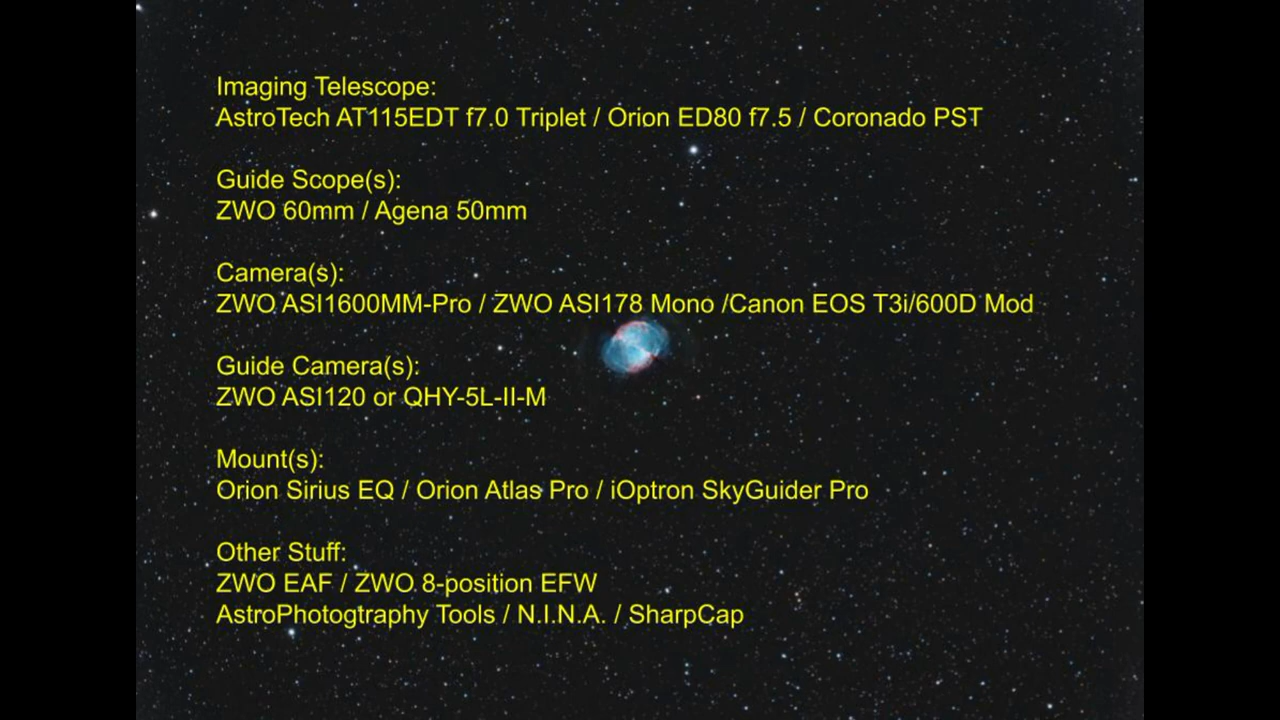 Imaging Telescope:
AstroTech AT115EDT f7.0 Triplet / Orion ED80 f7.5 / Coronado PST
Guide Scope(s):
ZWO 60mm / Agena 50mm
Camera(s):
ZWO ASI1600MM-Pro / ZWO ASI178 Mono /Canon EOS T3i/600D Mod
Guide Camera(s):
ZWO ASI120 or QHY-5L-II-M
Mount(s):
Orion Sirius EQ / Orion Atlas Pro / iOptron SkyGuider Pro
Other Stuff:
ZWO EAF / ZWO 8-position EFW
AstroPhotogtraphy Tools / N.I.N.A. / SharpCap